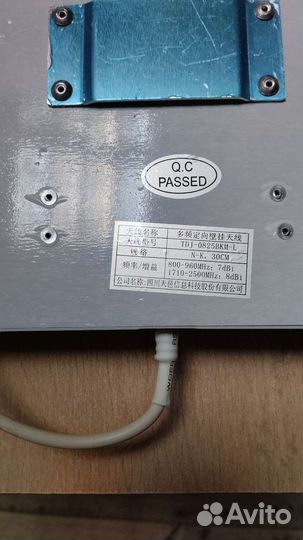 Q.C
PASSED
天线名称 多频定向壁挂天线
天线型号 TDJ-0825BKM-L
规格 N-K, 30CM
频率/增益 800-960MHz: 7dBi
1710-2500MHz: 8dBi
公司名称:四川天邑信息科技股份有限公司
Avito